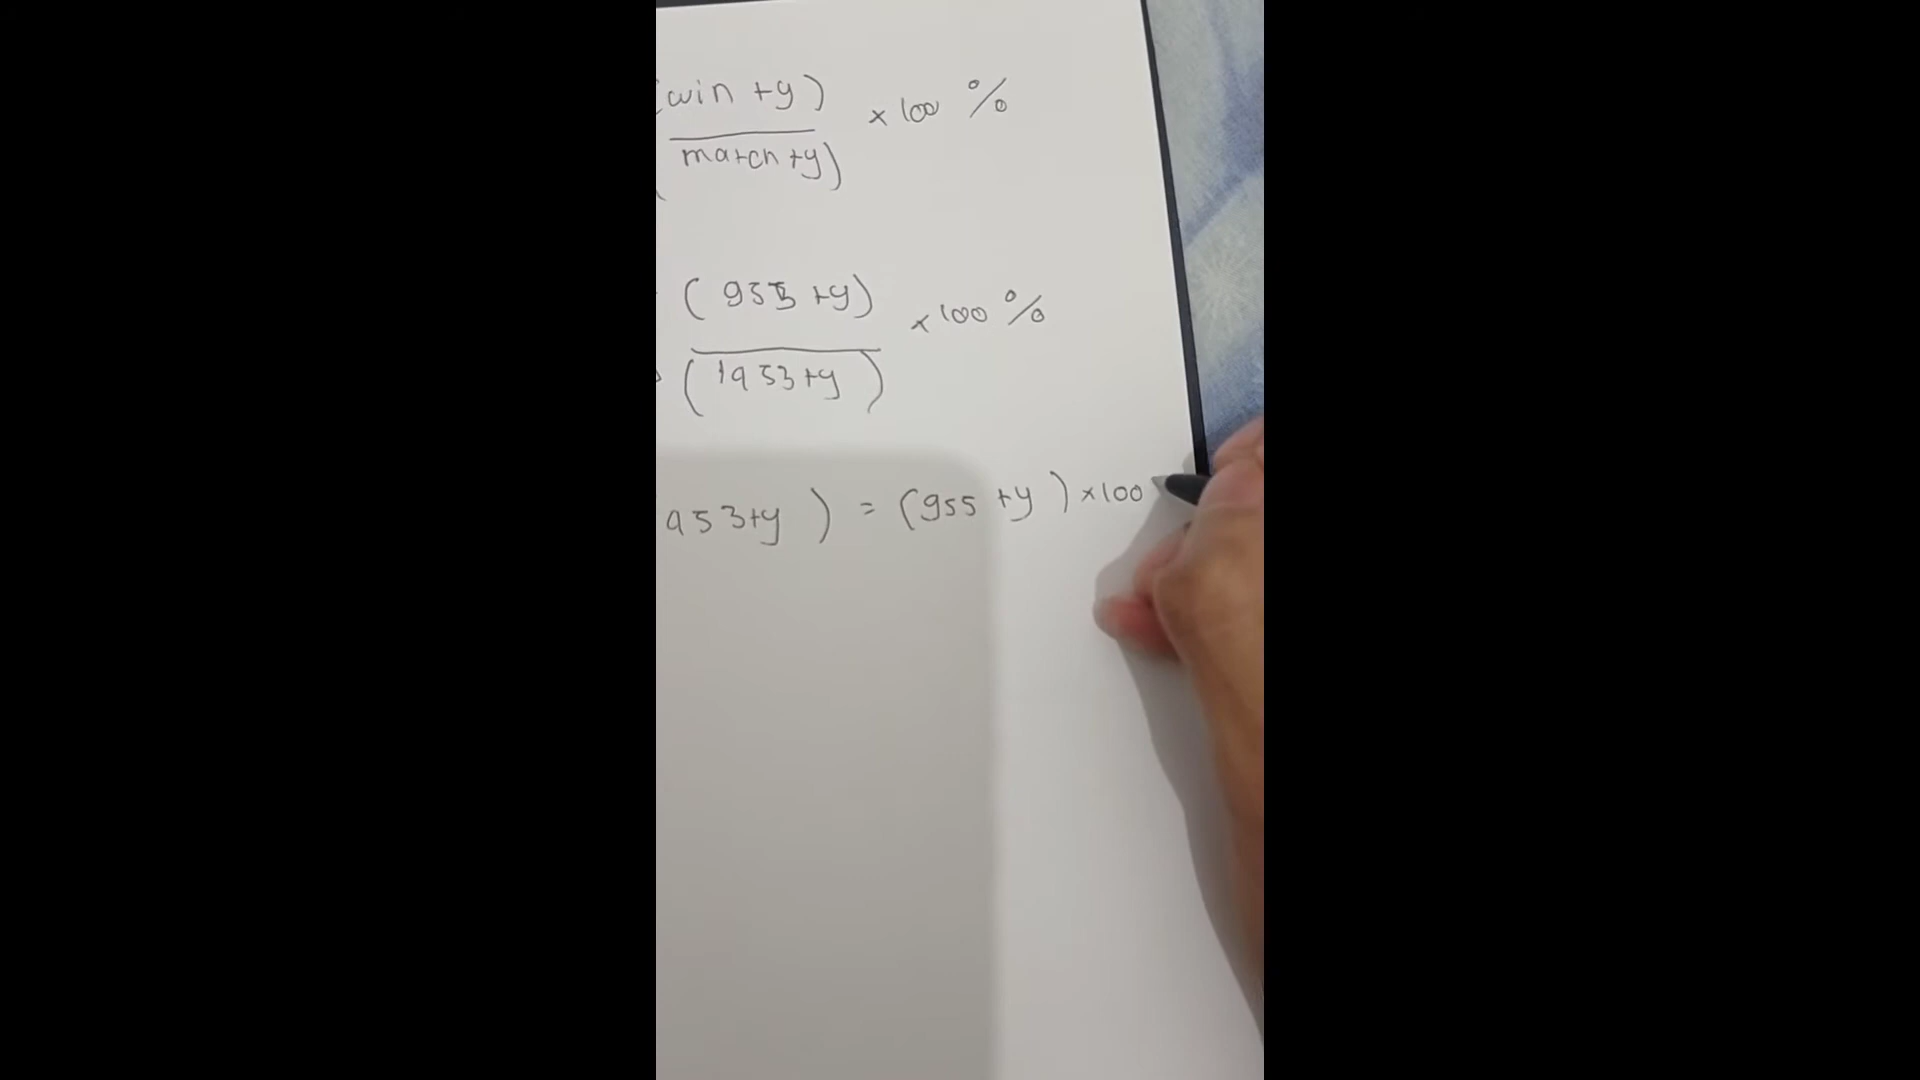 (win +y)
× 100 %
match +y)
(955 +y)
× 100 %
(1953+y)
953+y ) = (955 +y ) ×100